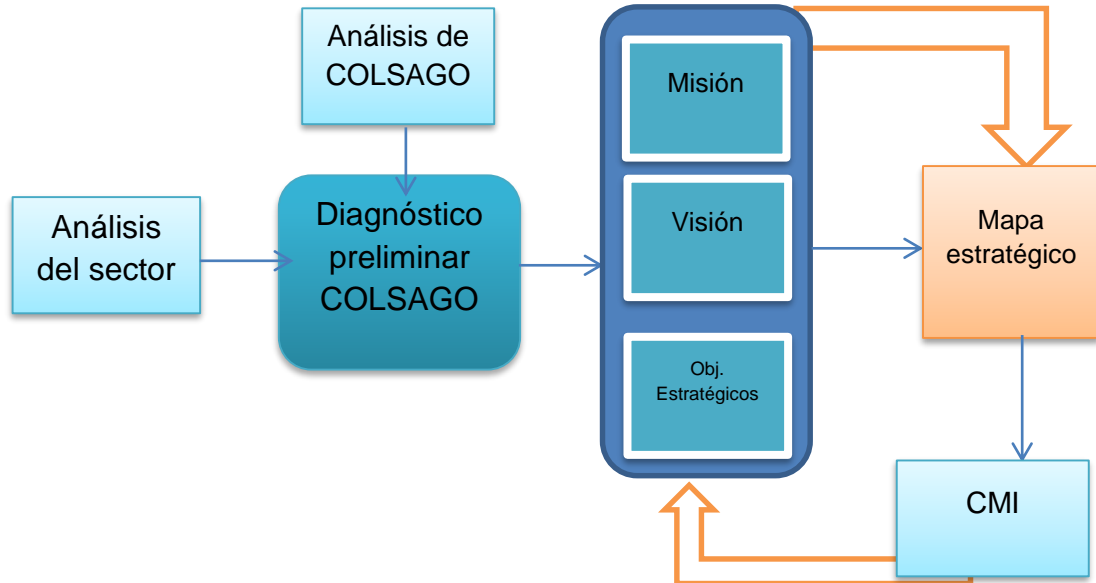 Análisis de
COLSAGO
Análisis
del sector
Diagnóstico
preliminar
COLSAGO
Misión
Visión
Obj.
Estratégicos
Mapa
estratégico
CMI